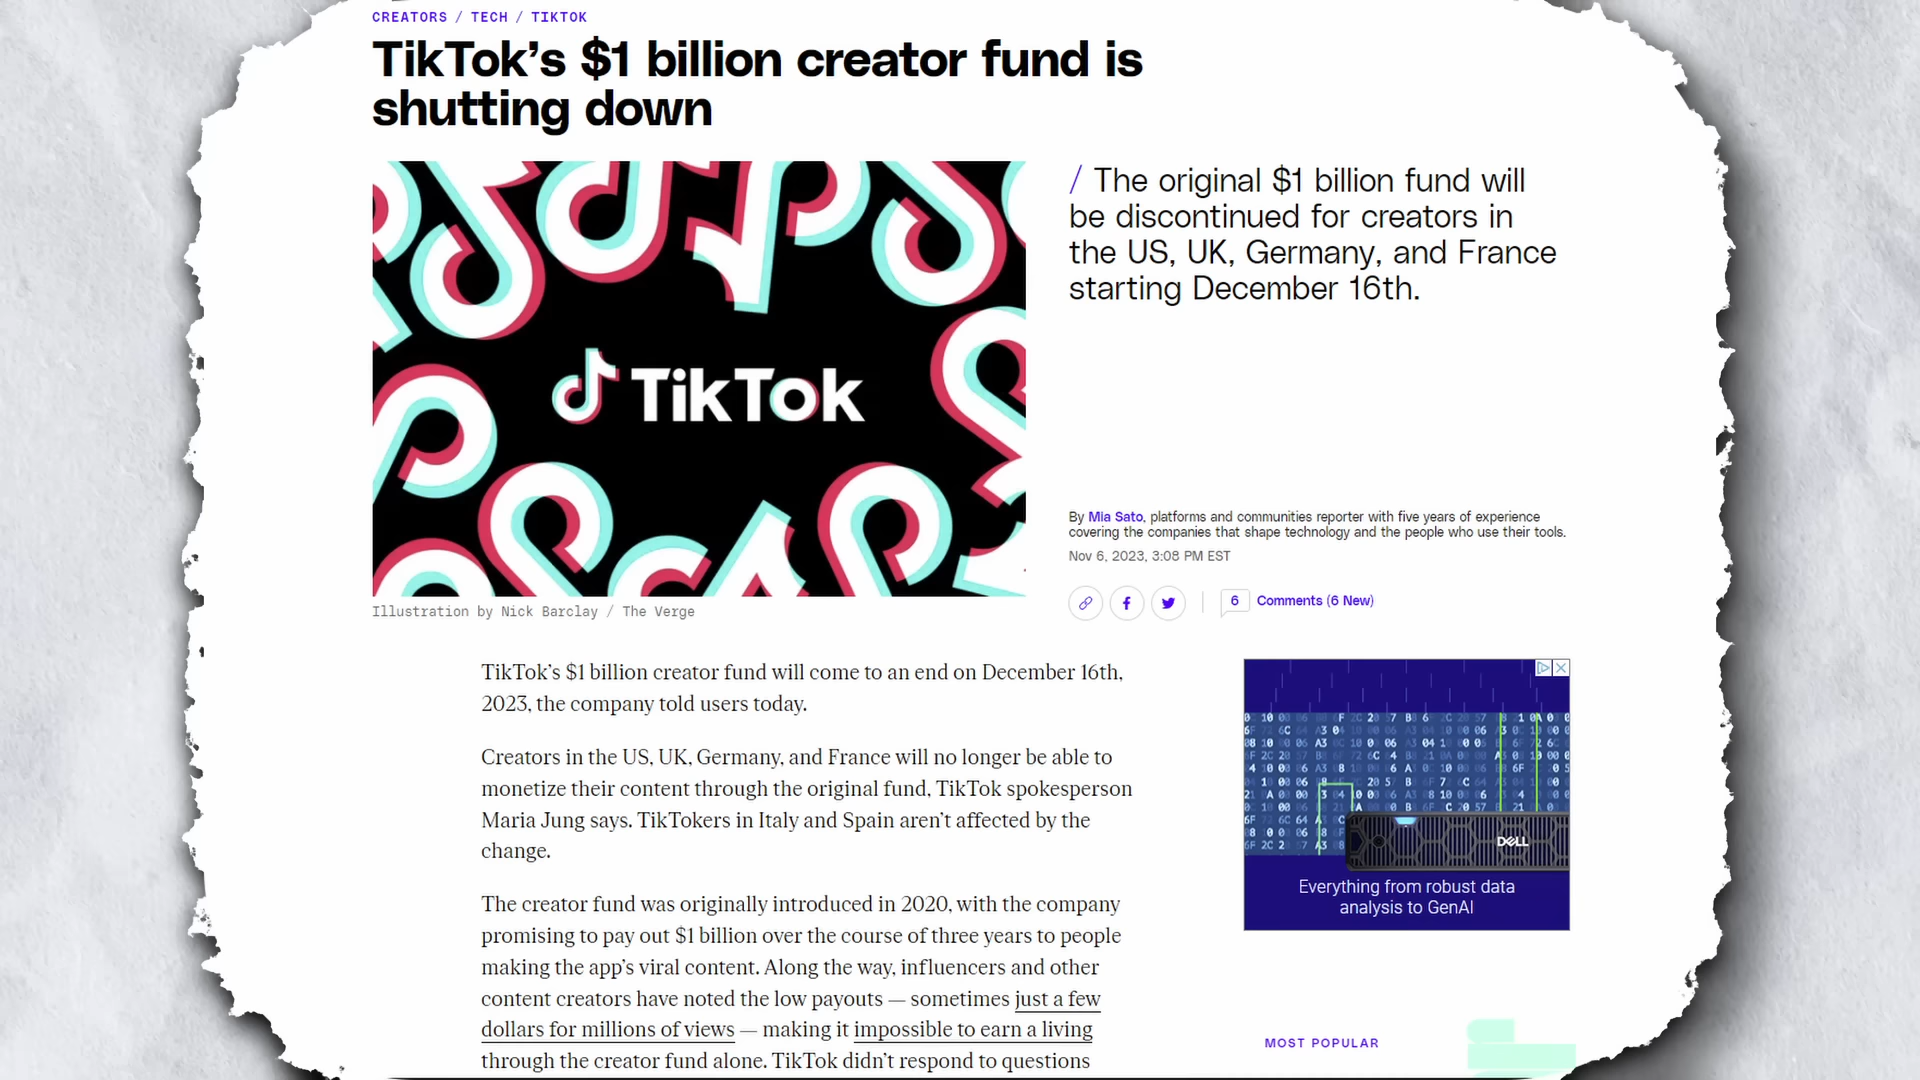 CREATORS / TECH / TIKTOK
TikTok's $1 billion creator fund is
shutting down
/ The original $1 billion fund will
be discontinued for creators in
the US, UK, Germany, and France
starting December 16th.
TikTok
By Mia Sato, platforms and communities reporter with five years of experience
covering the companies that shape technology and the people who use their tools.
Nov 6, 2023, 3:08 PM EST
6 Comments (6 New)
Illustration by Nick Barclay / The Verge
TikTok's $1 billion creator fund will come to an end on December 16th,
2023, the company told users today.
Creators in the US, UK, Germany, and France will no longer be able to
monetize their content through the original fund, TikTok spokesperson
Maria Jung says. TikTokers in Italy and Spain aren't affected by the
change.
The creator fund was originally introduced in 2020, with the company
promising to pay out $1 billion over the course of three years to people
making the app's viral content. Along the way, influencers and other
content creators have noted the low payouts — sometimes just a few
dollars for millions of views — making it impossible to earn a living
through the creator fund alone. TikTok didn't respond to questions
DELL
Everything from robust data
analysis to GenAI
MOST POPULAR